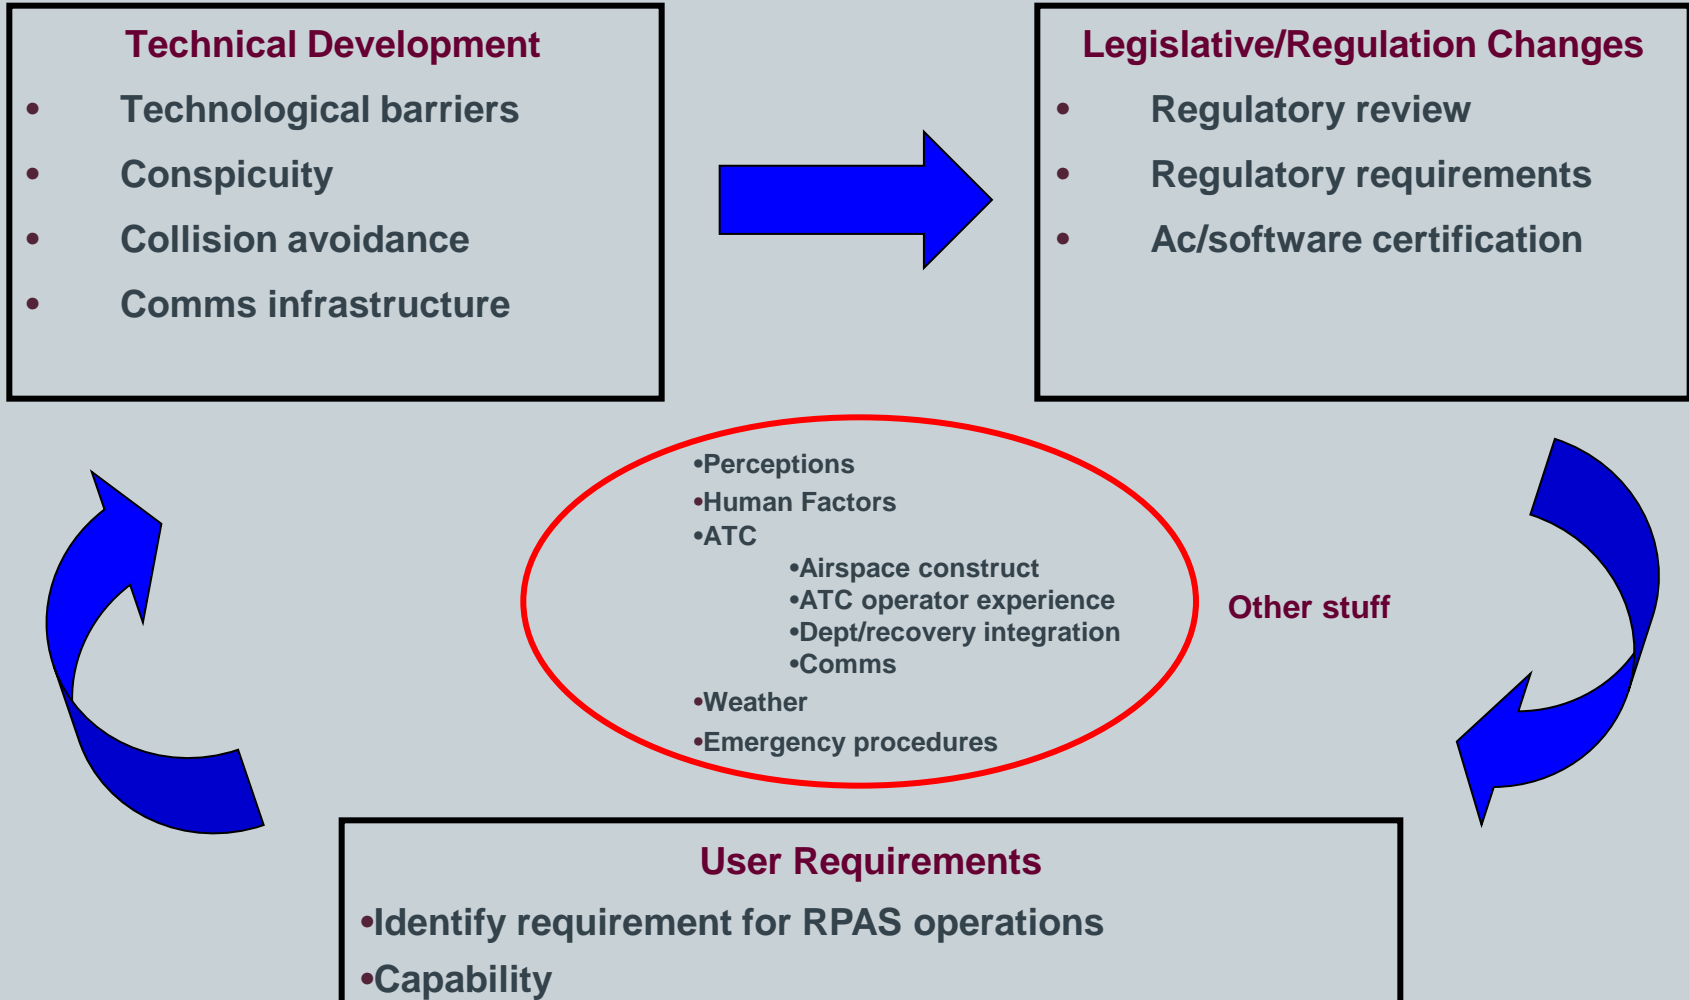 Technical Development
• Technological barriers
• Conspicuity
• Collision avoidance
• Comms infrastructure
Legislative/Regulation Changes
• Regulatory review
• Regulatory requirements
• Ac/software certification
•Perceptions
•Human Factors
•ATC
•Airspace construct
•ATC operator experience
•Dept/recovery integration
•Comms
•Weather
•Emergency procedures
Other stuff
User Requirements
•Identify requirement for RPAS operations
•Capability